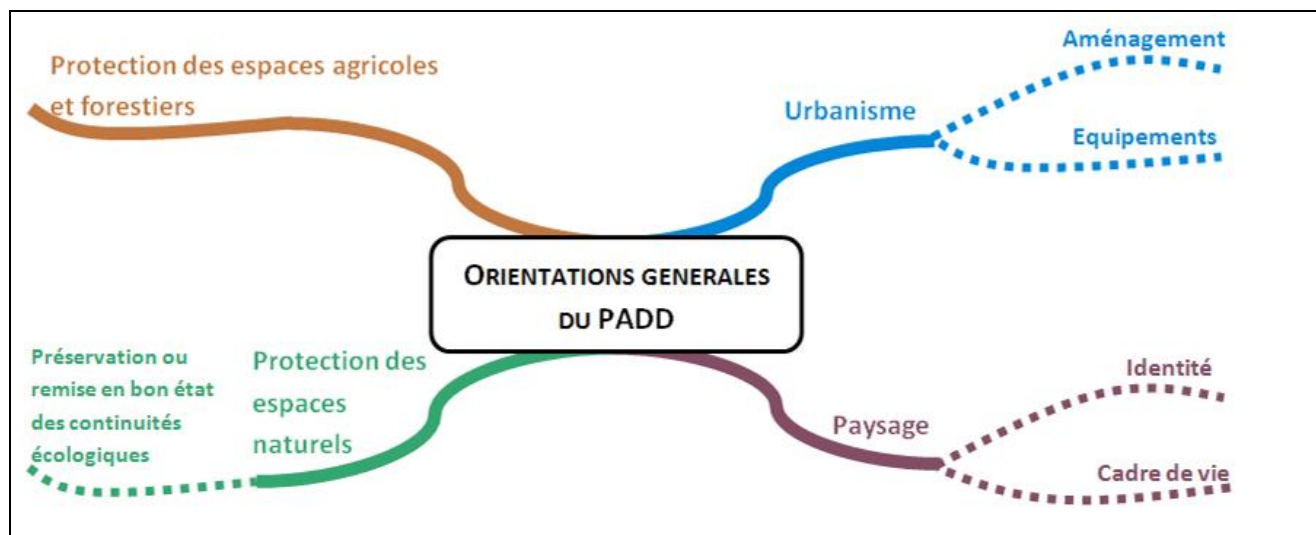 Protection des espaces agricoles
et forestiers
Urbanisme
Aménagement
Equipements
ORIENTATIONS GENERALES
DU PADD
Préservation ou
remise en bon état
des continuités
écologiques
Protection des
espaces
naturels
Paysage
Identité
Cadre de vie